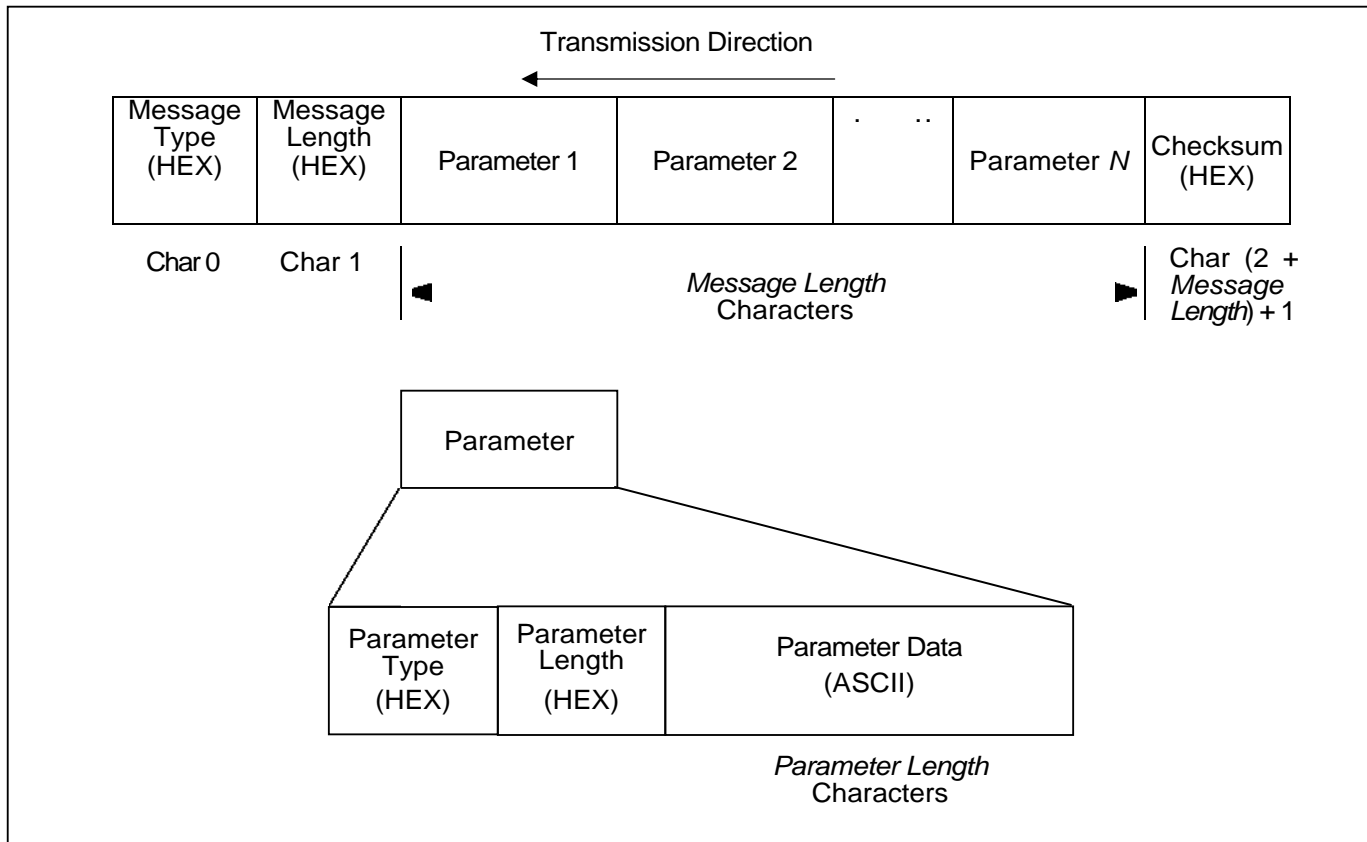 Transmission Direction
Message
Type
(HEX)
Message
Length
(HEX)
Parameter 1
Parameter 2
. ..
Parameter N
Checksum
(HEX)
Char 0
Char 1
Message Length
Characters
Char (2 +
Message
Length) + 1
Parameter
Parameter
Type
(HEX)
Parameter
Length
(HEX)
Parameter Data
(ASCII)
Parameter Length
Characters